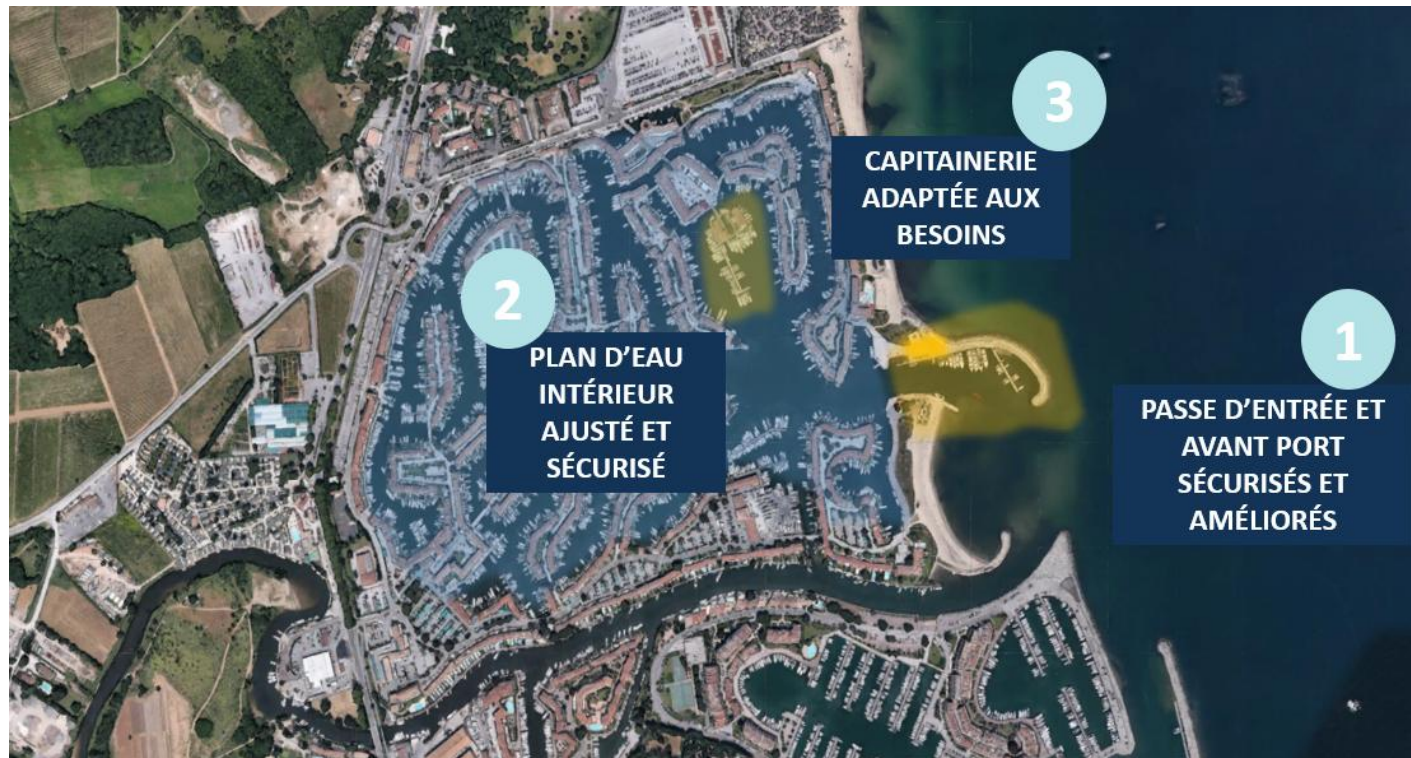 3
CAPITAINERIE
ADAPTÉE AUX
BESOINS
2
PLAN D'EAU
INTÉRIEUR
AJUSTÉ ET
SÉCURISÉ
1
PASSE D'ENTRÉE ET
AVANT PORT
SÉCURISÉS ET
AMÉLIORÉS